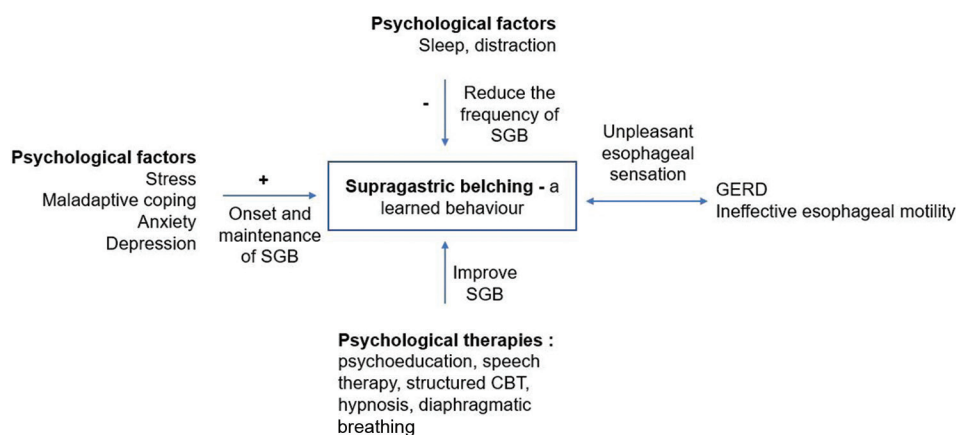 Psychological factors
Sleep, distraction
-
Reduce the
frequency of
SGB
Psychological factors
Stress
Maladaptive coping
Anxiety
Depression
+
Onset and
maintenance
of SGB
Supragastric belching - a
learned behaviour
Unpleasant
esophageal
sensation
GERD
Ineffective esophageal motility
Improve
SGB
Psychological therapies :
psychoeducation, speech
therapy, structured CBT,
hypnosis, diaphragmatic
breathing